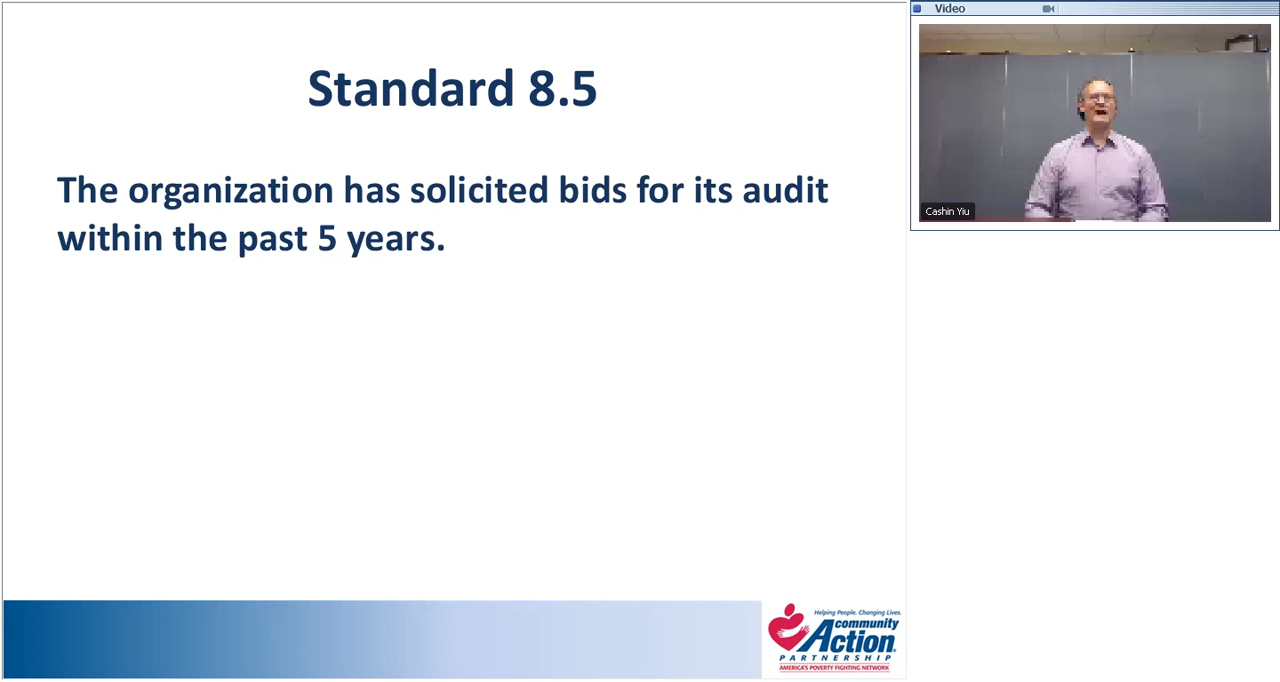 Standard 8.5
The organization has solicited bids for its audit
within the past 5 years.
Helping People. Changing Lives.
community
Action
PARTNERSHIP
AMERICA'S POVERTY FIGHTING NETWORK
Video
Cashin Yiu